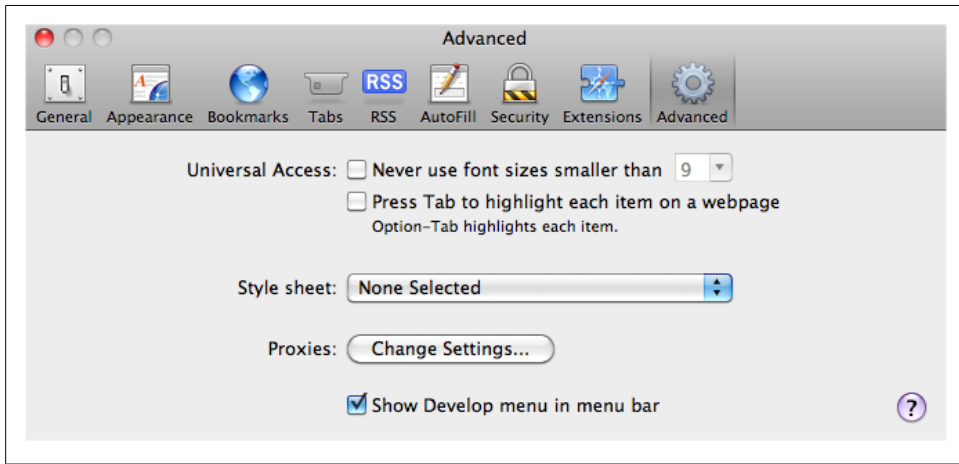 Advanced
RSS
General Appearance Bookmarks Tabs RSS AutoFill Security Extensions Advanced
Universal Access: Never use font sizes smaller than 9
Press Tab to highlight each item on a webpage
Option-Tab highlights each item.
Style sheet: None Selected
Proxies: Change Settings...
Show Develop menu in menu bar
?